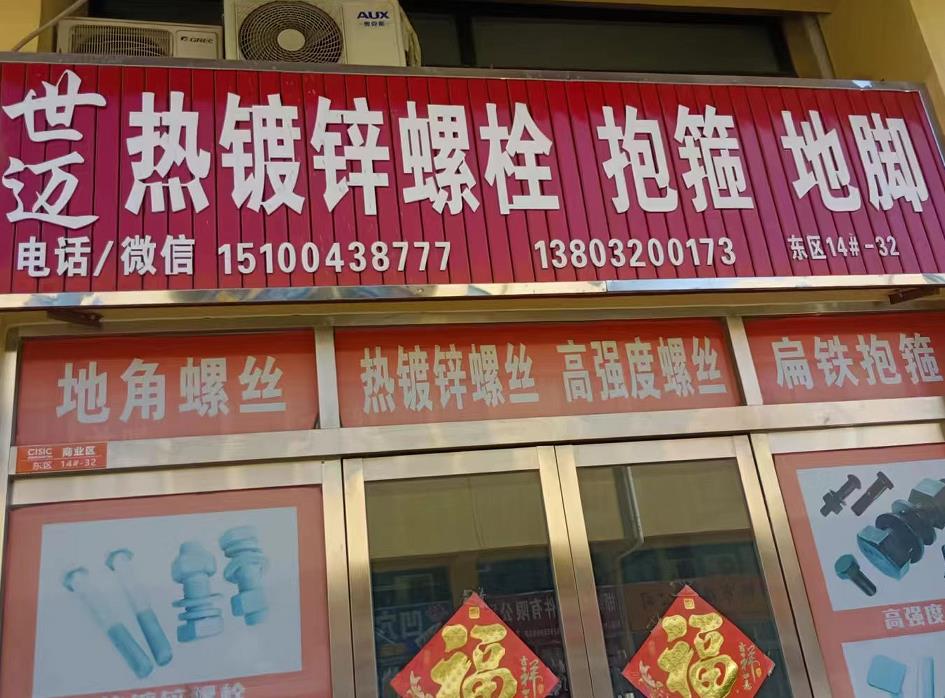 GREE
AUX
世迈
热镀锌螺栓 抱箍 地脚
电话/微信 15100438777 13803200173 东区14#-32
地角螺丝
热镀锌螺丝 高强度螺丝
扁铁抱箍
CISIC 商业区
东区 14#-32
高强度
福
福